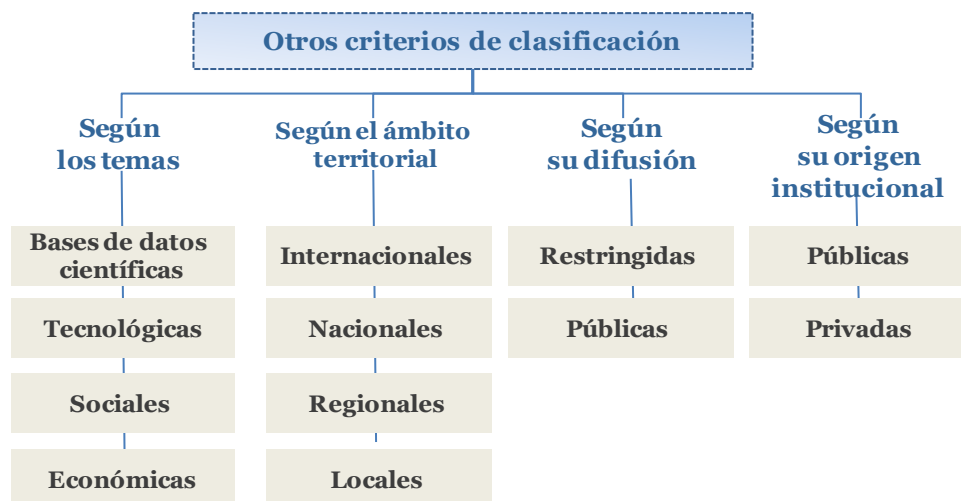 Otros criterios de clasificación
Según
los temas
Bases de datos
científicas
Tecnológicas
Sociales
Económicas
Según el ámbito
territorial
Internacionales
Nacionales
Regionales
Locales
Según
su difusión
Restringidas
Públicas
Según
su origen
institucional
Públicas
Privadas